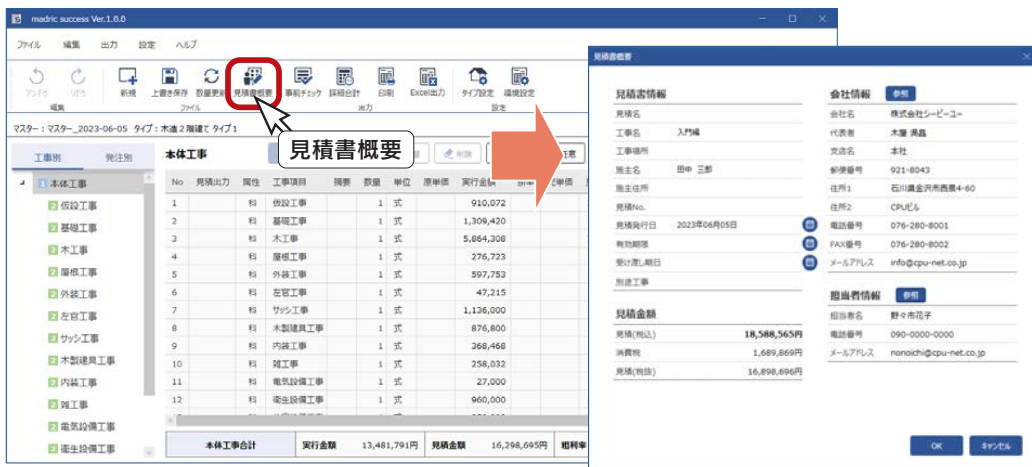 madric success Ver.1.0.0
ファイル 編集 出力 設定 ヘルプ
アンドゥ リドゥ 新規 上書き保存 数量更新 見積書概要 事前チェック 詳細合計 印刷 Excel出力 タイプ設定 環境設定
編集 ファイル 出力 設定
マスター：マスター_2023-06-05 タイプ：木造２階建て タイプ1
見積書概要
工事別 発注別
本体工事
削除
No 見積出力 属性 工事項目 摘要 数量 単位 原単価 実行金額
1 本体工事
2 仮設工事
2 基礎工事
2 木工事
2 屋根工事
2 外装工事
2 左官工事
2 サッシ工事
2 木製建具工事
2 内装工事
2 雑工事
2 電気設備工事
2 衛生設備工事
1 科 仮設工事 1 式 910,072
2 科 基礎工事 1 式 1,309,420
3 科 木工事 1 式 5,864,308
4 科 屋根工事 1 式 276,723
5 科 外装工事 1 式 597,753
6 科 左官工事 1 式 47,215
7 科 サッシ工事 1 式 1,136,000
8 科 木製建具工事 1 式 876,800
9 科 内装工事 1 式 368,468
10 科 雑工事 1 式 258,032
11 科 電気設備工事 1 式 27,000
12 科 衛生設備工事 1 式 960,000
本体工事合計 実行金額 13,481,791円 見積金額 16,298,695円 粗利率
見積書概要
見積書情報
見積名
工事名 入門編
工事場所
施主名 田中 三郎
施主住所
見積No.
見積発行日 2023年06月05日
有効期限
受け渡し期日
別途工事
見積金額
見積(税込) 18,588,565円
消費税 1,689,869円
見積(税抜) 16,898,696円
会社情報 参照
会社名 株式会社シーピーユー
代表者 木屋 満晶
支店名 本社
郵便番号 921-8043
住所1 石川県金沢市西泉4-60
住所2 CPUビル
電話番号 076-280-8001
FAX番号 076-280-8002
メールアドレス info@cpu-net.co.jp
担当者情報 参照
担当者名 野々市花子
電話番号 090-0000-0000
メールアドレス nonoichi@cpu-net.co.jp
OK キャンセル